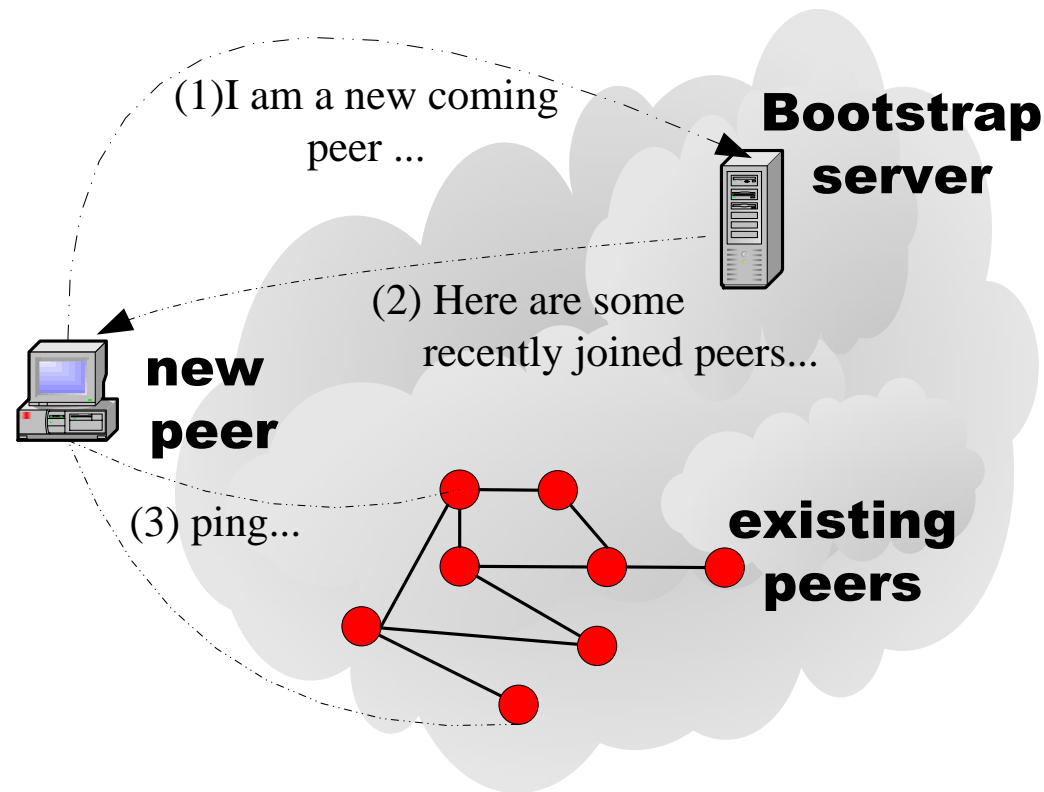 (1)I am a new coming
peer ...
Bootstrap
server
(2) Here are some
recently joined peers...
new
peer
(3) ping...
existing
peers